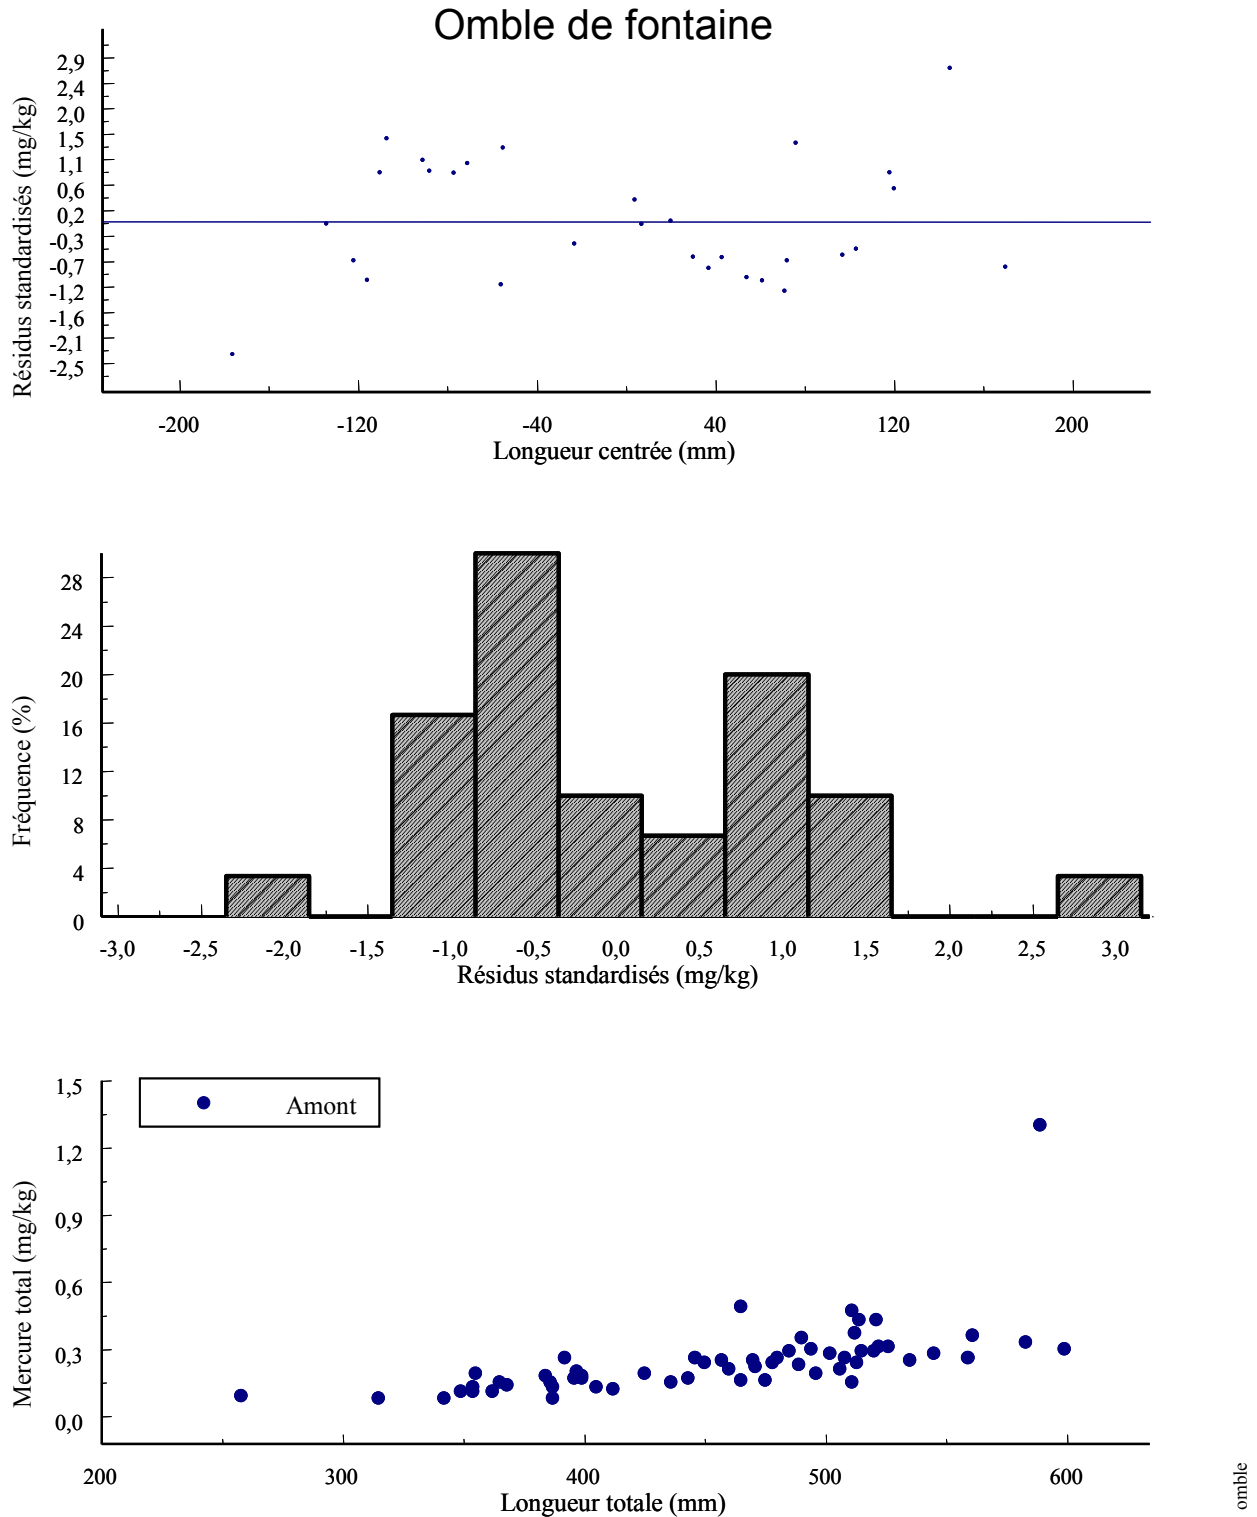 Omble de fontaine
Résidus standardisés (mg/kg)
2,9
2,4
2,0
1,5
1,1
0,6
0,2
-0,3
-0,7
-1,2
-1,6
-2,1
-2,5
-200 -120 -40 40 120 200
Longueur centrée (mm)
Fréquence (%)
28
24
20
16
12
8
4
0
-3,0 -2,5 -2,0 -1,5 -1,0 -0,5 0,0 0,5 1,0 1,5 2,0 2,5 3,0
Résidus standardisés (mg/kg)
Amont
Mercure total (mg/kg)
1,5
1,2
0,9
0,6
0,3
0,0
200 300 400 500 600
Longueur totale (mm)
omble